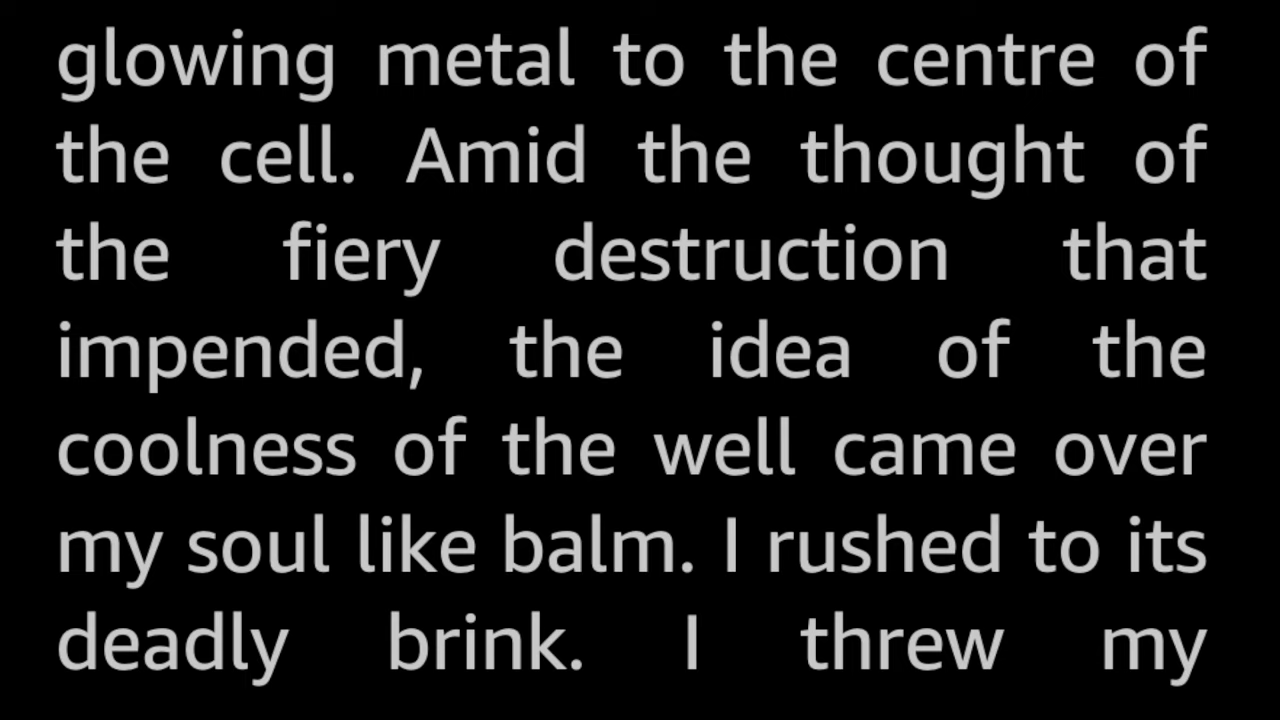 glowing metal to the centre of
the cell. Amid the thought of
the fiery destruction that
impended, the idea of the
coolness of the well came over
my soul like balm. I rushed to its
deadly brink. I threw my